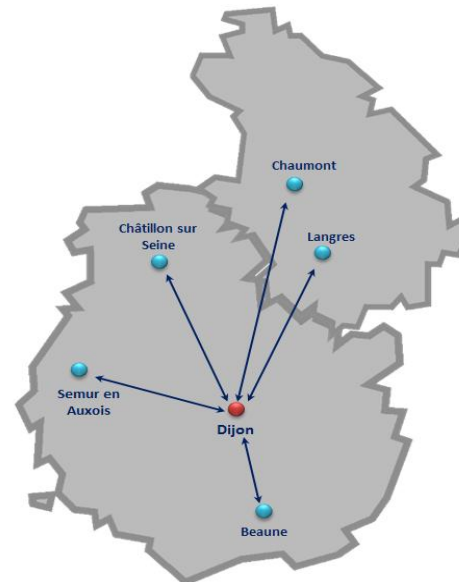 Chaumont
Châtillon sur
Seine
Langres
Semur en
Auxois
Dijon
Beaune